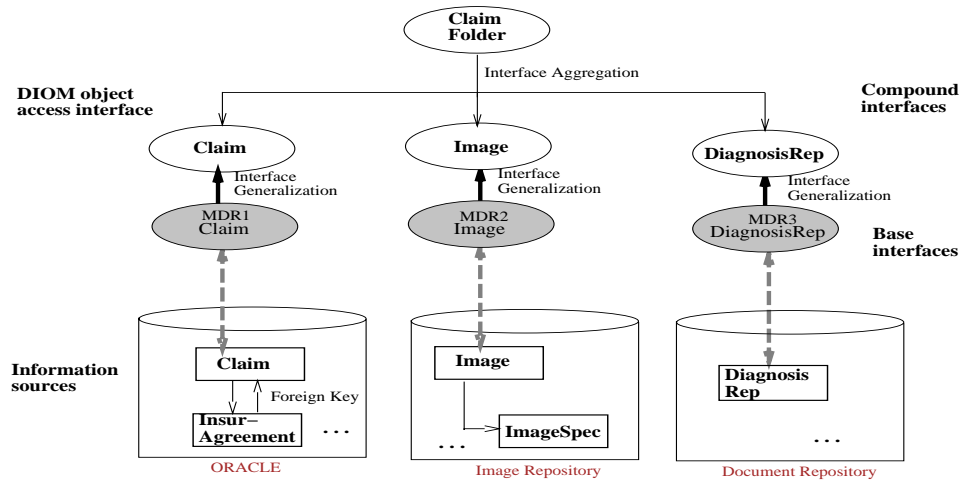 Claim
Folder
Interface Aggregation
DIOM object
access interface
Compound
interfaces
Claim
Image
DiagnosisRep
Interface
Generalization
Interface
Generalization
Interface
Generalization
MDR1
Claim
MDR2
Image
MDR3
DiagnosisRep
Base
interfaces
Information
sources
Claim
Foreign Key
Insur-
Agreement
...
ORACLE
Image
ImageSpec
...
Image Repository
Diagnosis
Rep
...
Document Repository